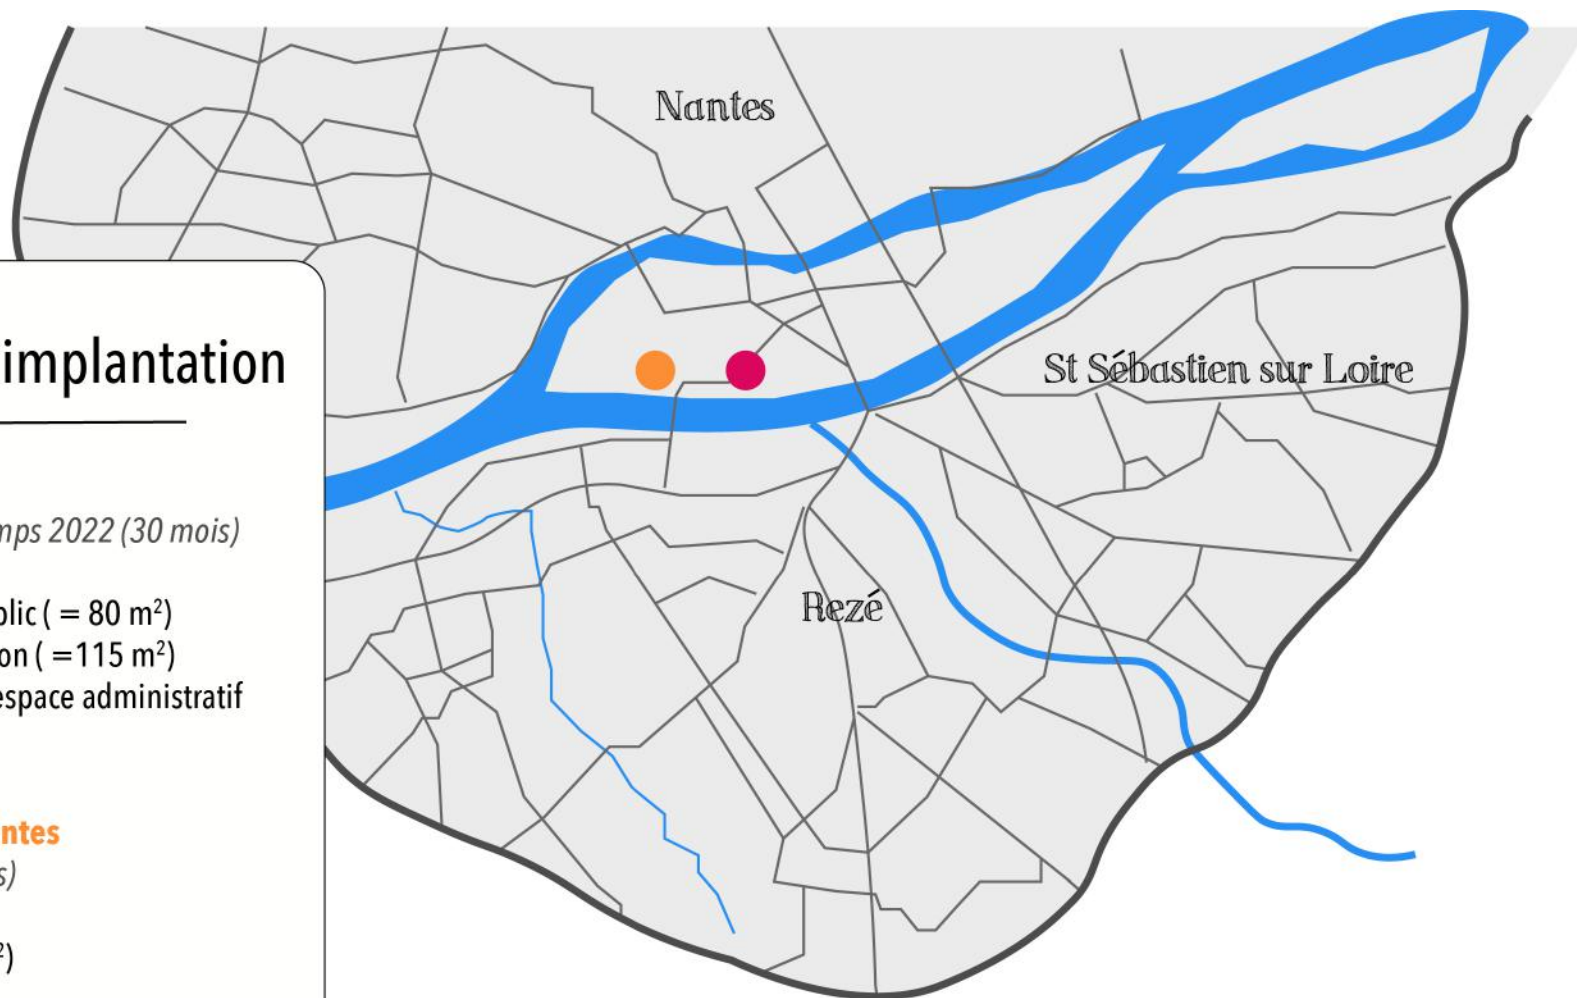 Nantes
implantation
St Sébastien sur Loire
mps 2022 (30 mois)
blic ( = 80 m²)
on ( =115 m²)
espace administratif
Rezé
ntes
s)
²)